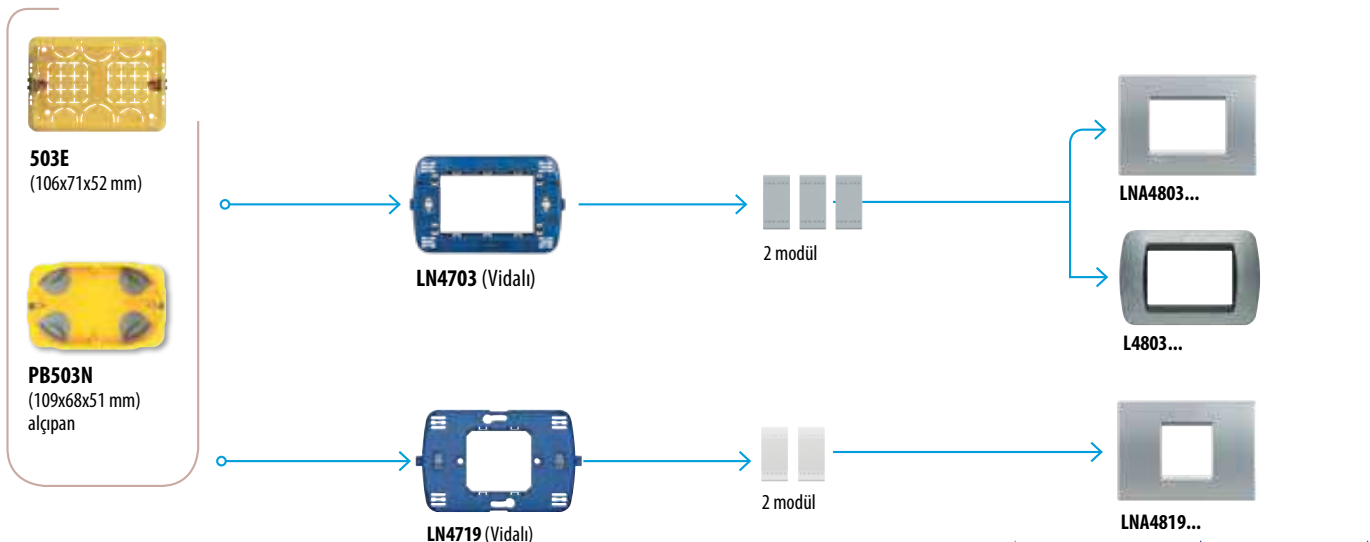 503E
(106x71x52 mm)
PB503N
(109x68x51 mm)
alçıpan
LN4703 (Vidalı)
2 modül
LNA4803...
L4803...
LN4719 (Vidalı)
2 modül
LNA4819...